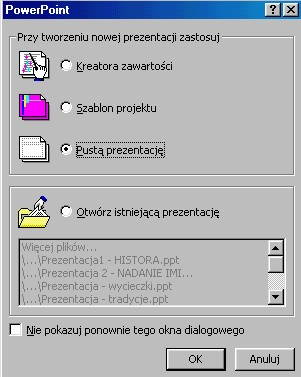 PowerPoint
Przy tworzeniu nowej prezentacji zastosuj
Kreatora zawartości
Szablon projektu
Pustą prezentację
Otwórz istniejącą prezentację
Więcej plików...
\...\Prezentacja1 - HISTORA.ppt
\...\Prezentacja 2 - NADANIE IMI...
\...\Prezentacja - wycieczki.ppt
\...\Prezentacja - tradycje.ppt
Nie pokazuj ponownie tego okna dialogowego
OK Anuluj